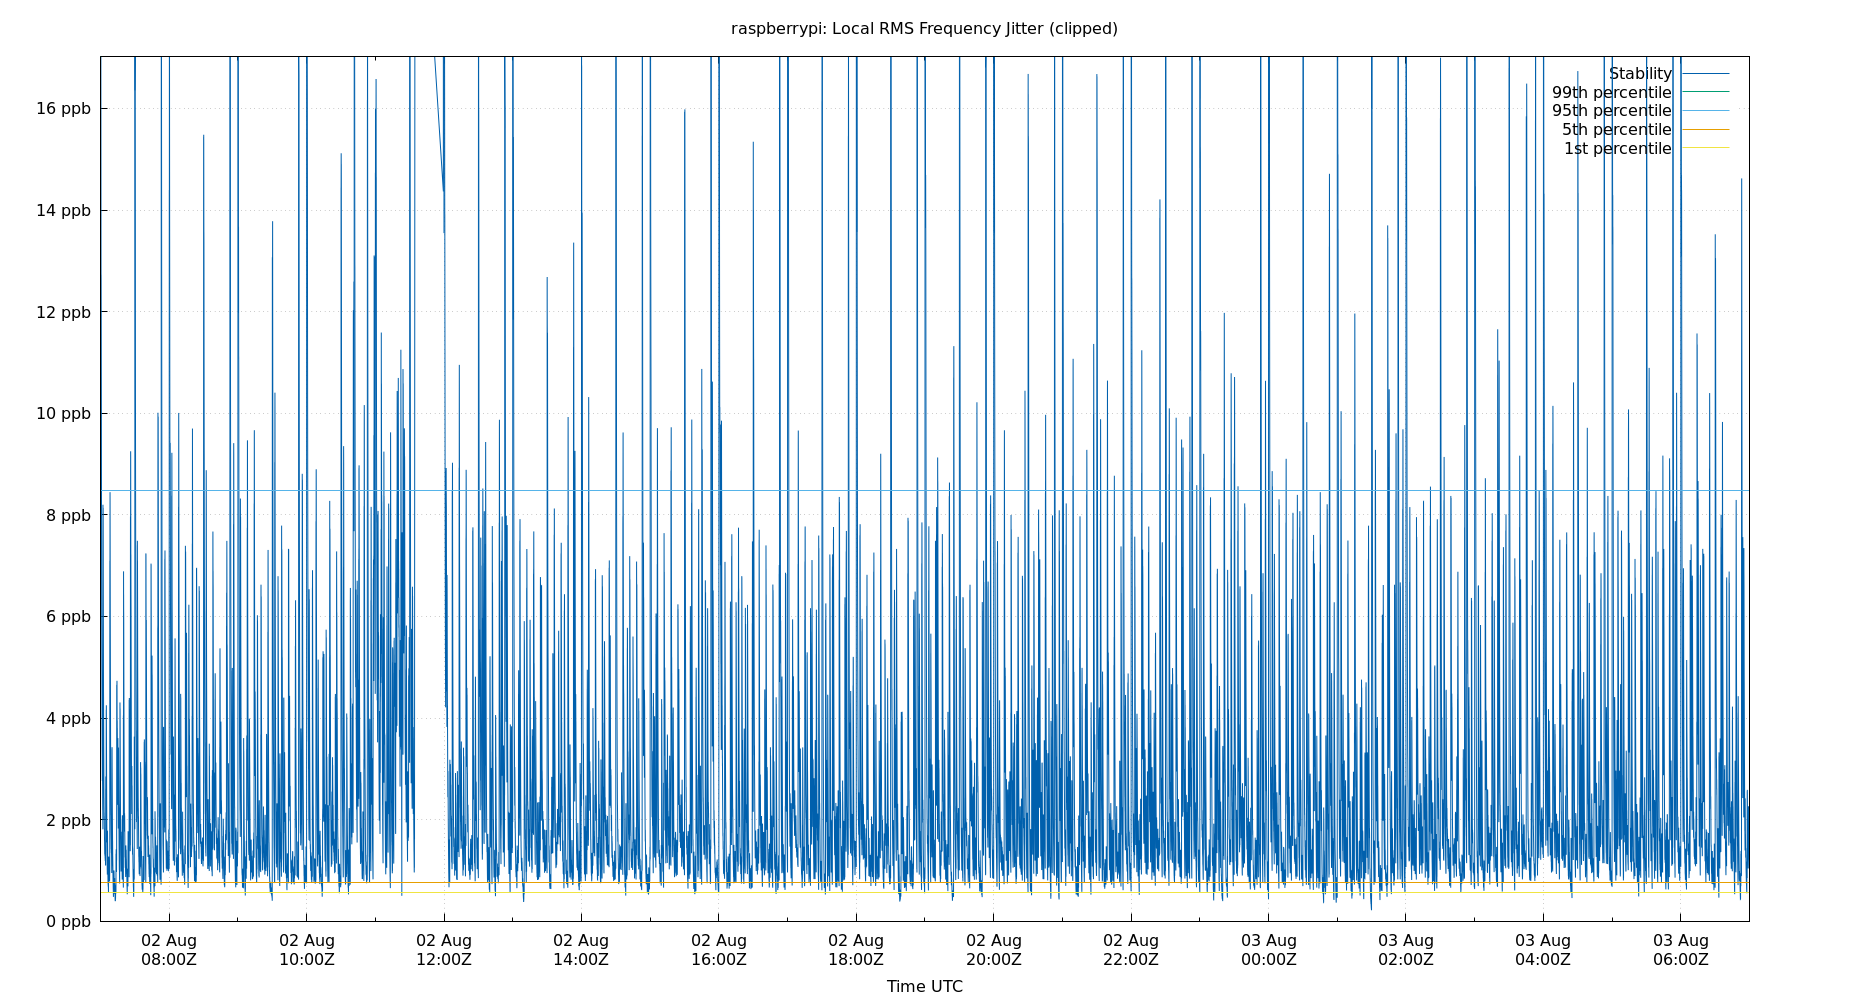 raspberrypi: Local RMS Frequency Jitter (clipped)
Stability
99th percentile
95th percentile
5th percentile
1st percentile
16 ppb
14 ppb
12 ppb
10 ppb
8 ppb
6 ppb
4 ppb
2 ppb
0 ppb
02 Aug 02 Aug 02 Aug 02 Aug 02 Aug 02 Aug 02 Aug 02 Aug 03 Aug 03 Aug 03 Aug 03 Aug
08:00Z 10:00Z 12:00Z 14:00Z 16:00Z 18:00Z 20:00Z 22:00Z 00:00Z 02:00Z 04:00Z 06:00Z
Time UTC